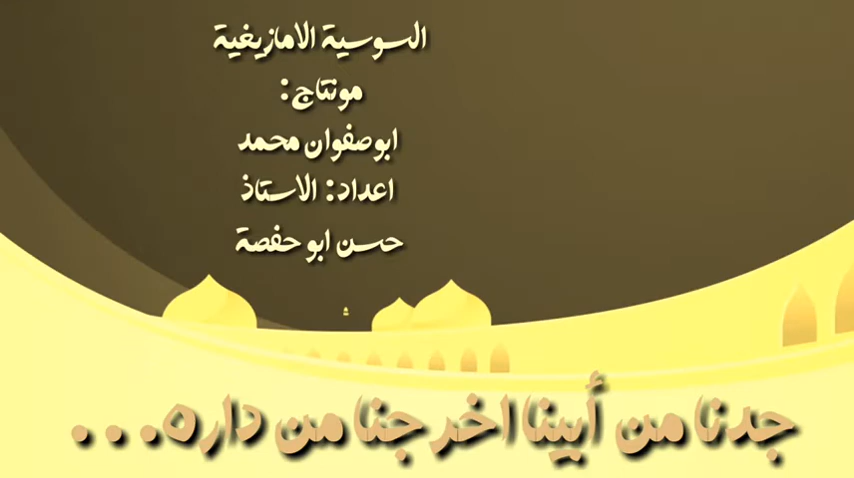 السوسية الامازيغية
مونتاج:
ابوصفوان محمد
اعداد: الاستاذ
حسن ابو حفصة
جدنا من أبينا اخرجنا من داره...